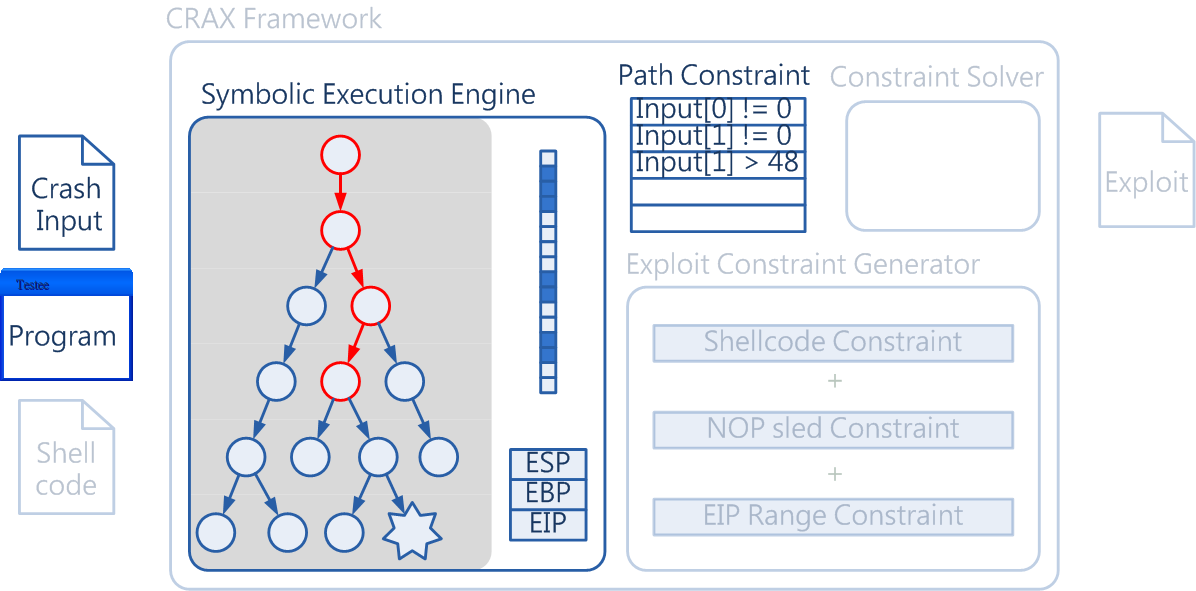 CRAX Framework
Symbolic Execution Engine
Path Constraint
Constraint Solver
Input[0] != 0
Input[1] != 0
Input[1] > 48
Crash
Input
Testee
Program
Shell
code
ESP
EBP
EIP
Exploit Constraint Generator
Shellcode Constraint
+
NOP sled Constraint
+
EIP Range Constraint
Exploit